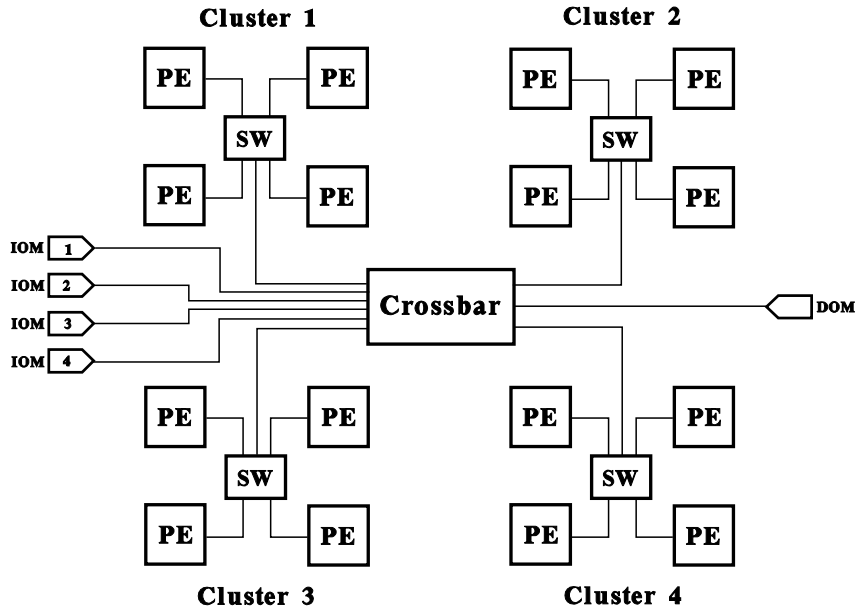 Cluster 1
Cluster 2
PE
PE
PE
PE
SW
SW
PE
PE
PE
PE
IOM 1
IOM 2
IOM 3
IOM 4
Crossbar
DOM
PE
PE
PE
PE
SW
SW
PE
PE
PE
PE
Cluster 3
Cluster 4